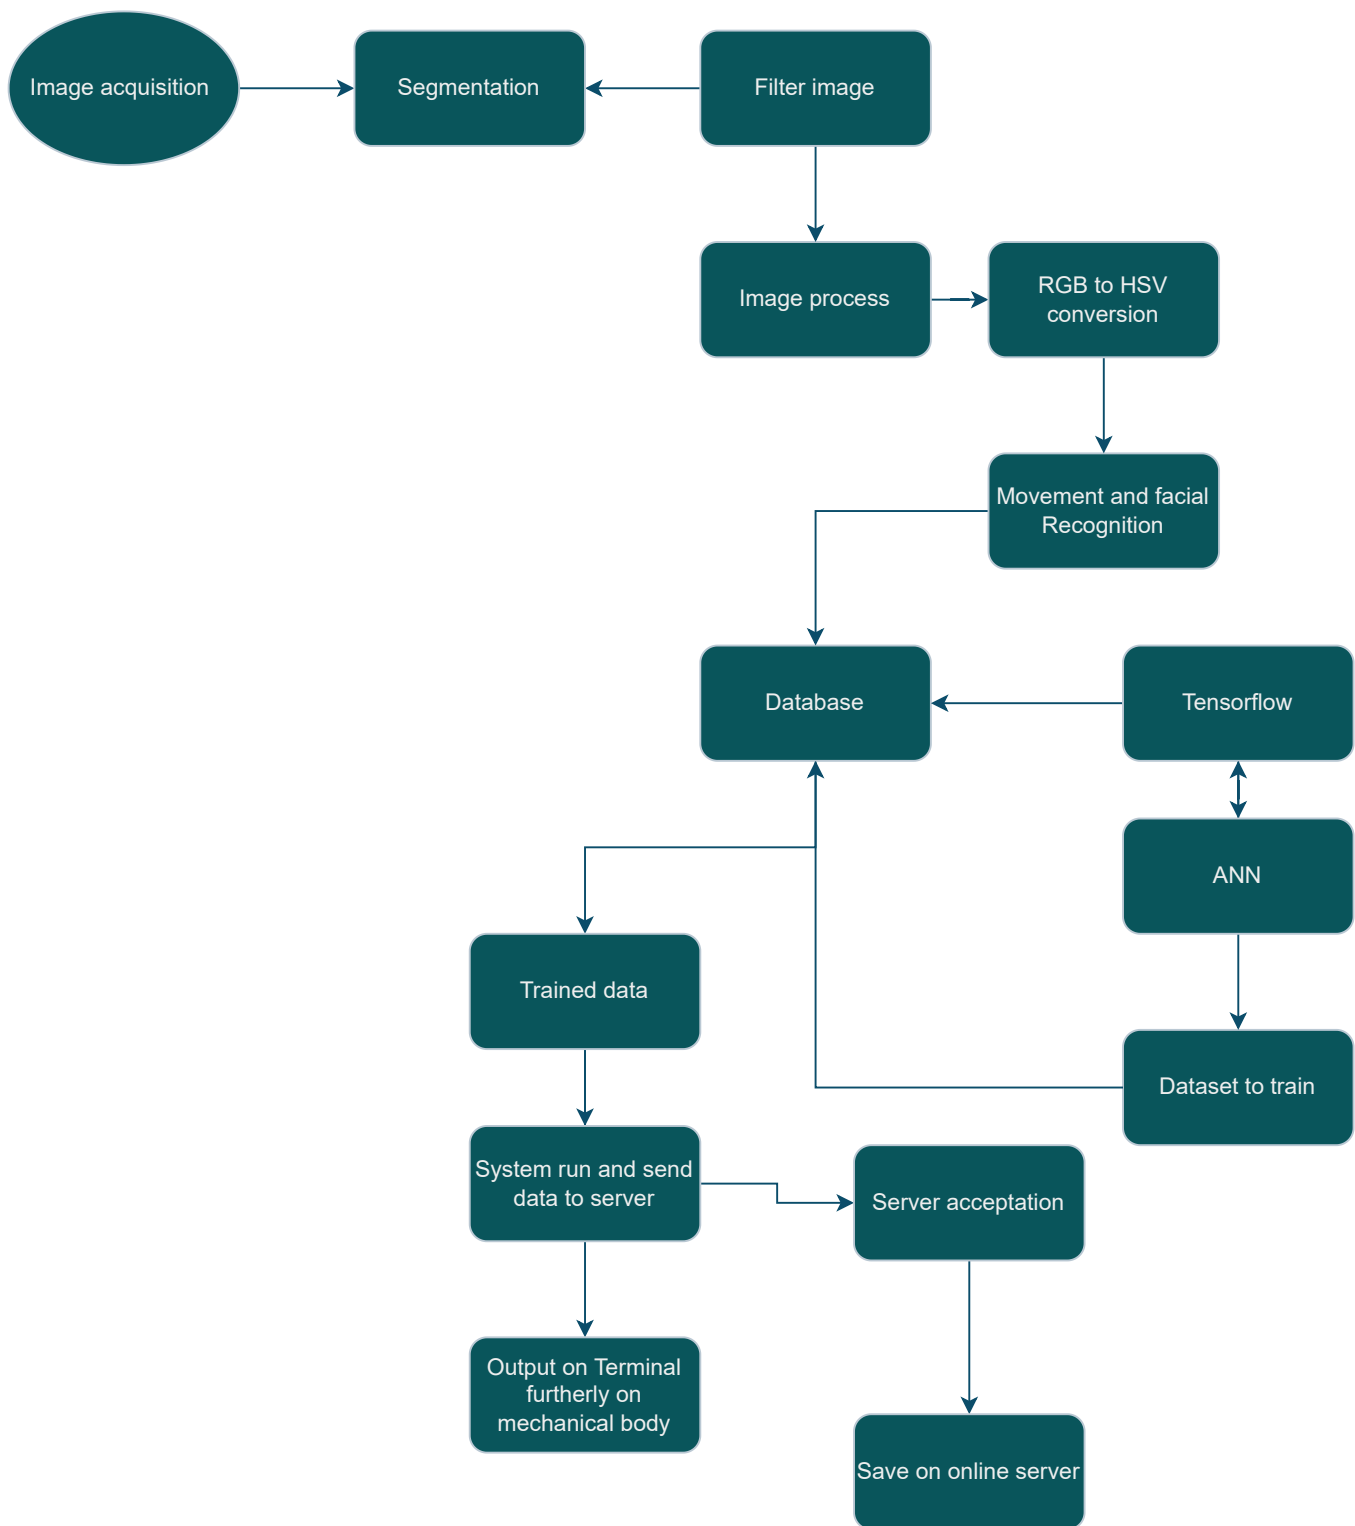 Image acquisition
Segmentation
Filter image
Image process
RGB to HSV
conversion
Movement and facial
Recognition
Database
Tensorflow
ANN
Trained data
Dataset to train
System run and send
data to server
Server acceptation
Output on Terminal
furtherly on
mechanical body
Save on online server